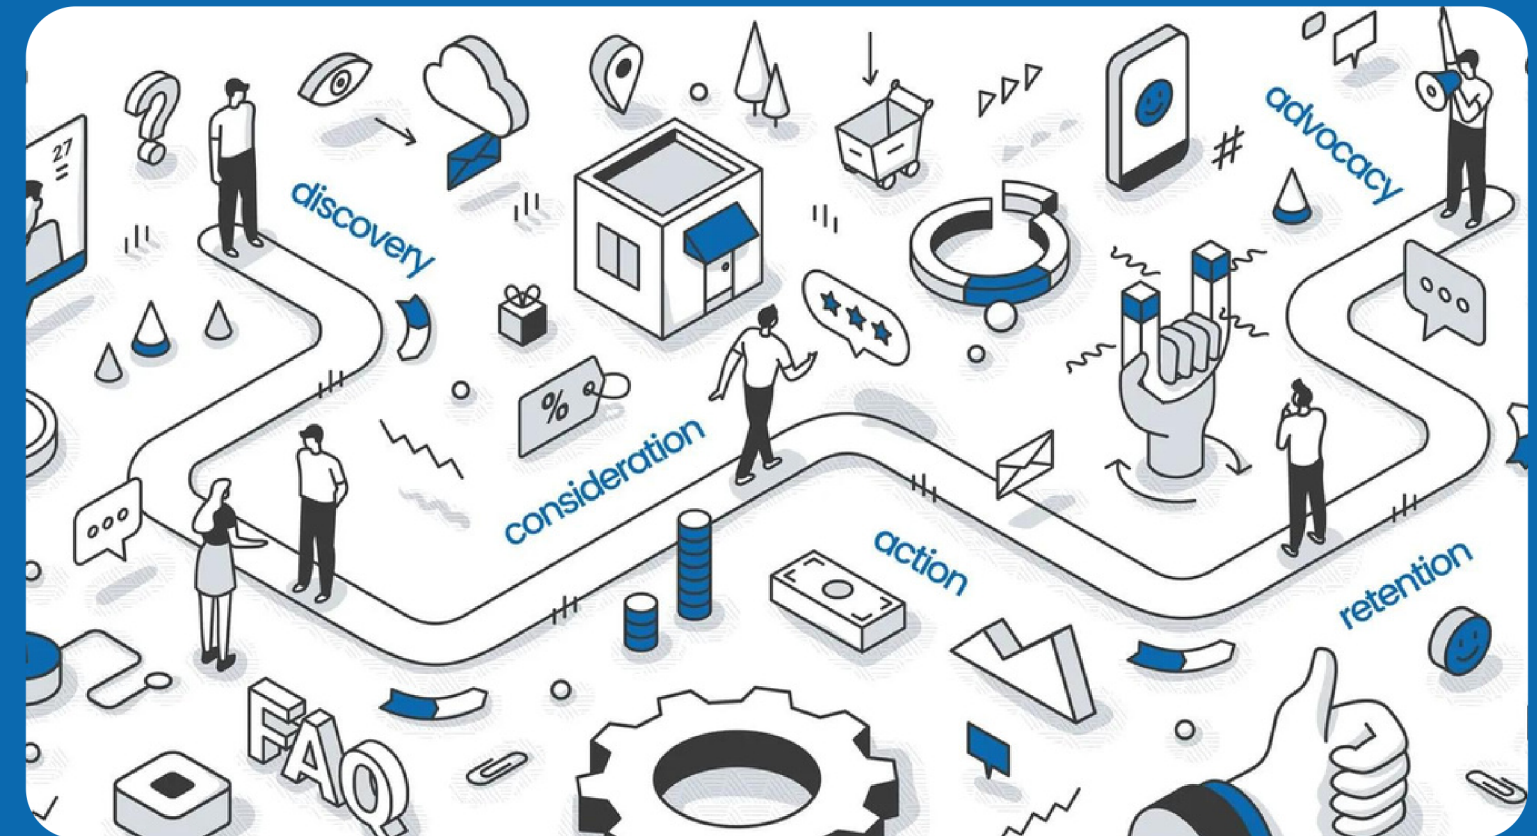 27
?
discovery
advocacy
#
%
consideration
action
retention
FAQ